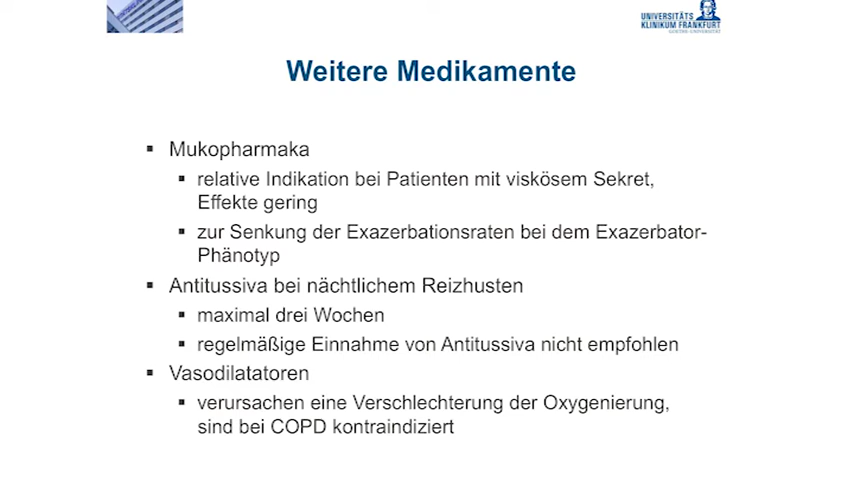 UNIVERSITÄTS
KLINIKUM FRANKFURT
GOETHE-UNIVERSITÄT
Weitere Medikamente
▪ Mukopharmaka
▪ relative Indikation bei Patienten mit viskösem Sekret,
Effekte gering
▪ zur Senkung der Exazerbationsraten bei dem Exazerbator-
Phänotyp
▪ Antitussiva bei nächtlichem Reizhusten
▪ maximal drei Wochen
▪ regelmäßige Einnahme von Antitussiva nicht empfohlen
▪ Vasodilatatoren
▪ verursachen eine Verschlechterung der Oxygenierung,
sind bei COPD kontraindiziert